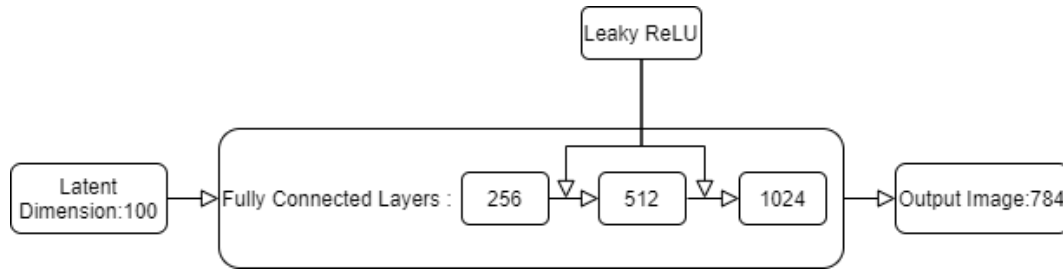 Leaky ReLU
Latent
Dimension:100
Fully Connected Layers :
256
512
1024
Output Image:784